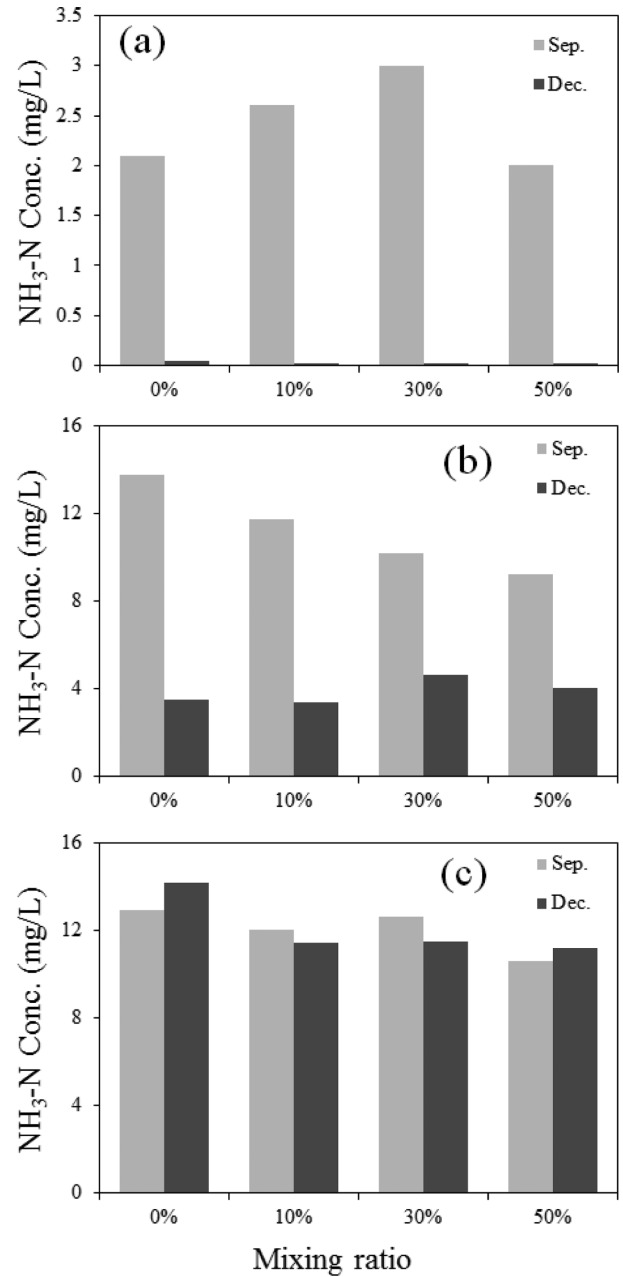 (a)
Sep.
Dec.
NH3-N Conc. (mg/L)
3.5
3
2.5
2
1.5
1
0.5
0
0%
10%
30%
50%
(b)
Sep.
Dec.
NH3-N Conc. (mg/L)
16
12
8
4
0
0%
10%
30%
50%
(c)
Sep.
Dec.
NH3-N Conc. (mg/L)
16
12
8
4
0
0%
10%
30%
50%
Mixing ratio